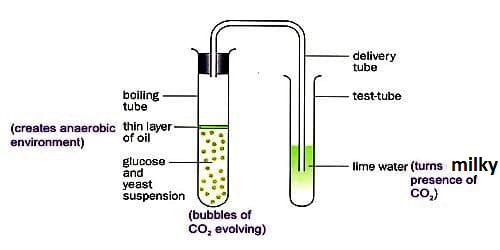 delivery
tube
boiling
tube
test-tube
(creates anaerobic
environment)
thin layer
of oil
glucose
and
yeast
suspension
lime water (turns milky
presence of
CO₂)
(bubbles of
CO₂ evolving)